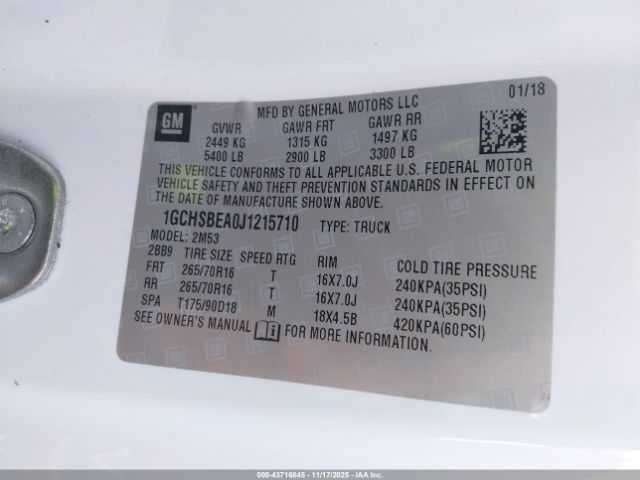 GM
MFD BY GENERAL MOTORS LLC
01/18
GVWR GAWR FRT GAWR RR
2449 KG 1315 KG 1497 KG
5400 LB 2900 LB 3300 LB
THIS VEHICLE CONFORMS TO ALL APPLICABLE U.S. FEDERAL MOTOR
VEHICLE SAFETY AND THEFT PREVENTION STANDARDS IN EFFECT ON
THE DATE OF MANUFACTURE SHOWN ABOVE.
1GCHSBEA0J1215710 TYPE: TRUCK
MODEL: 2M53
2BB9 TIRE SIZE SPEED RTG RIM COLD TIRE PRESSURE
FRT 265/70R16 T 16X7.0J 240KPA(35PSI)
RR 265/70R16 T 16X7.0J 240KPA(35PSI)
SPA T175/90D18 M 18X4.5B 420KPA(60PSI)
SEE OWNER'S MANUAL FOR MORE INFORMATION.
000-43716845 - 11/17/2025 - IAAI.CA